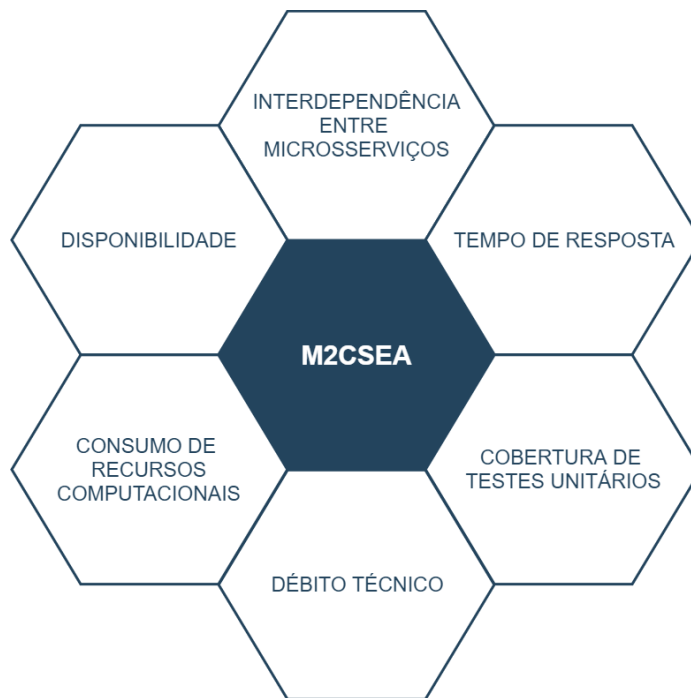 INTERDEPENDÊNCIA
ENTRE
MICROSSERVIÇOS
DISPONIBILIDADE
TEMPO DE RESPOSTA
M2CSEA
CONSUMO DE
RECURSOS
COMPUTACIONAIS
COBERTURA DE
TESTES UNITÁRIOS
DÉBITO TÉCNICO